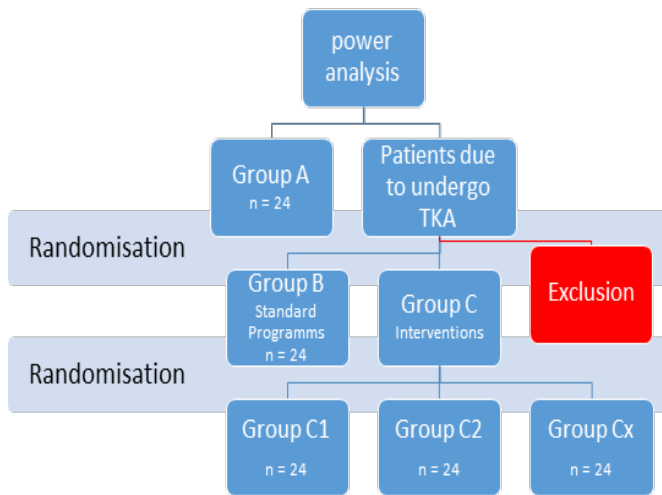 power
analysis
Group A
n = 24
Patients due
to undergo
TKA
Randomisation
Group B
Standard
Programms
n = 24
Group C
Interventions
Exclusion
Randomisation
Group C1
n = 24
Group C2
n = 24
Group Cx
n = 24